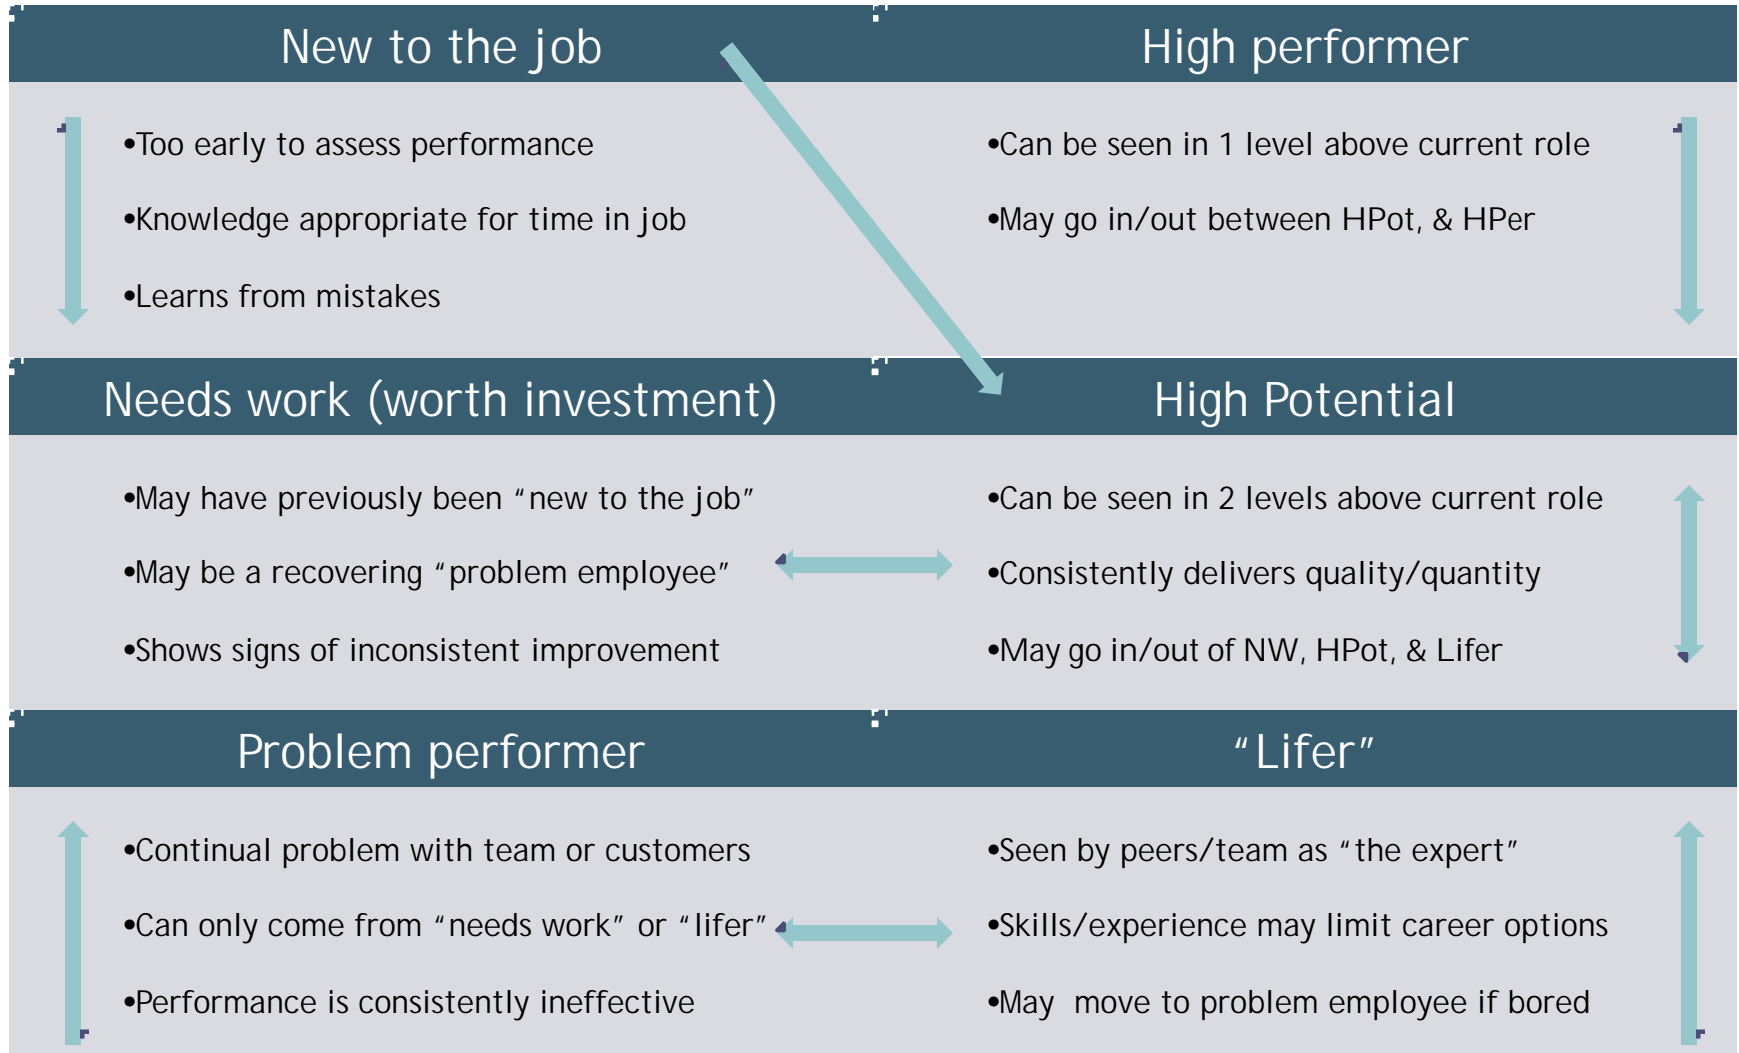 New to the job
•Too early to assess performance
•Knowledge appropriate for time in job
•Learns from mistakes
High performer
•Can be seen in 1 level above current role
•May go in/out between HPot, & HPer
Needs work (worth investment)
•May have previously been “new to the job”
•May be a recovering “problem employee”
•Shows signs of inconsistent improvement
High Potential
•Can be seen in 2 levels above current role
•Consistently delivers quality/quantity
•May go in/out of NW, HPot, & Lifer
Problem performer
•Continual problem with team or customers
•Can only come from “needs work” or “lifer”
•Performance is consistently ineffective
“Lifer”
•Seen by peers/team as “the expert”
•Skills/experience may limit career options
•May move to problem employee if bored